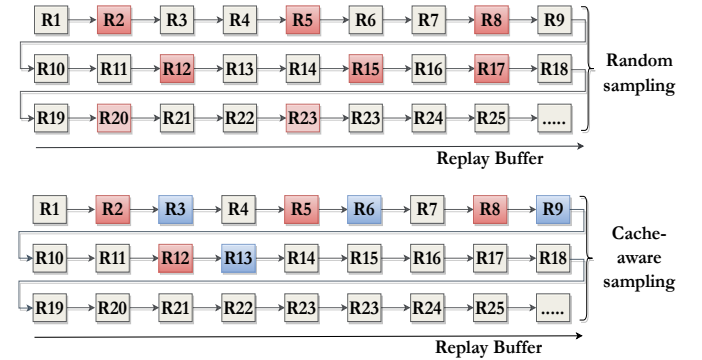 R1 R2 R3 R4 R5 R6 R7 R8 R9
R10 R11 R12 R13 R14 R15 R16 R17 R18
R19 R20 R21 R22 R23 R23 R24 R25 .....
Random
sampling
Replay Buffer
R1 R2 R3 R4 R5 R6 R7 R8 R9
R10 R11 R12 R13 R14 R15 R16 R17 R18
R19 R20 R21 R22 R23 R23 R24 R25 .....
Cache-
aware
sampling
Replay Buffer